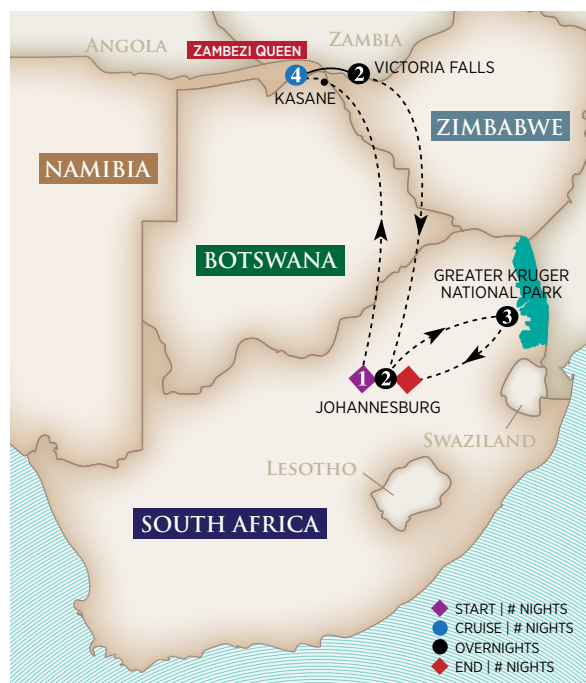 ANGOLA
ZAMBEZI QUEEN
ZAMBIA
4
2
VICTORIA FALLS
KASANE
ZIMBABWE
NAMIBIA
BOTSWANA
GREATER KRUGER
NATIONAL PARK
3
1
2
JOHANNESBURG
SWAZILAND
LESOTHO
SOUTH AFRICA
START | # NIGHTS
CRUISE | # NIGHTS
OVERNIGHTS
END | # NIGHTS